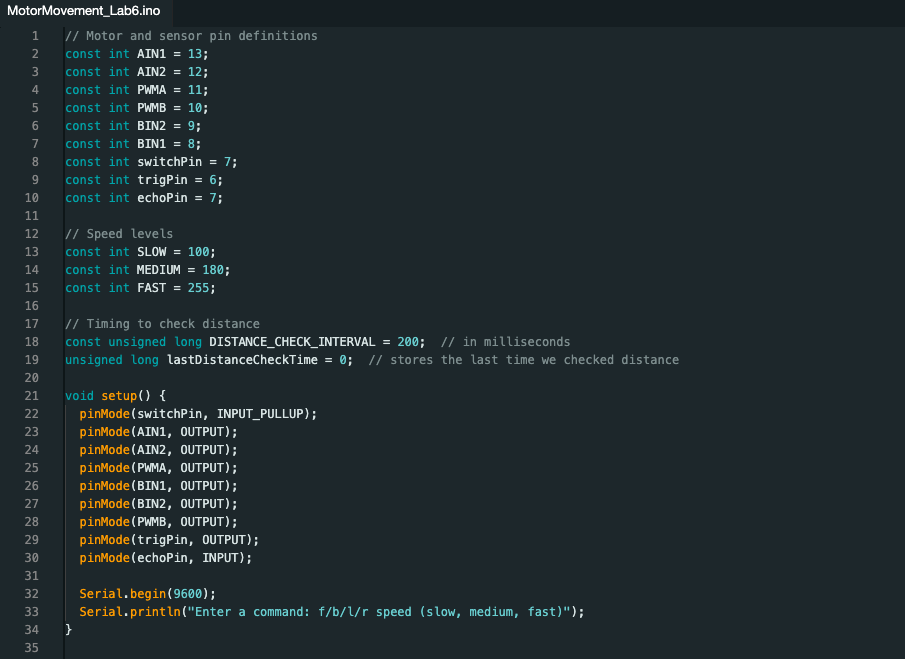 MotorMovement_Lab6.ino
1 // Motor and sensor pin definitions
2 const int AIN1 = 13;
3 const int AIN2 = 12;
4 const int PWMA = 11;
5 const int PWMB = 10;
6 const int BIN2 = 9;
7 const int BIN1 = 8;
8 const int switchPin = 7;
9 const int trigPin = 6;
10 const int echoPin = 7;
11
12 // Speed levels
13 const int SLOW = 100;
14 const int MEDIUM = 180;
15 const int FAST = 255;
16
17 // Timing to check distance
18 const unsigned long DISTANCE_CHECK_INTERVAL = 200;  // in milliseconds
19 unsigned long lastDistanceCheckTime = 0;  // stores the last time we checked distance
20
21 void setup() {
22   pinMode(switchPin, INPUT_PULLUP);
23   pinMode(AIN1, OUTPUT);
24   pinMode(AIN2, OUTPUT);
25   pinMode(PWMA, OUTPUT);
26   pinMode(BIN1, OUTPUT);
27   pinMode(BIN2, OUTPUT);
28   pinMode(PWMB, OUTPUT);
29   pinMode(trigPin, OUTPUT);
30   pinMode(echoPin, INPUT);
31
32   Serial.begin(9600);
33   Serial.println("Enter a command: f/b/l/r speed (slow, medium, fast)");
34 }
35